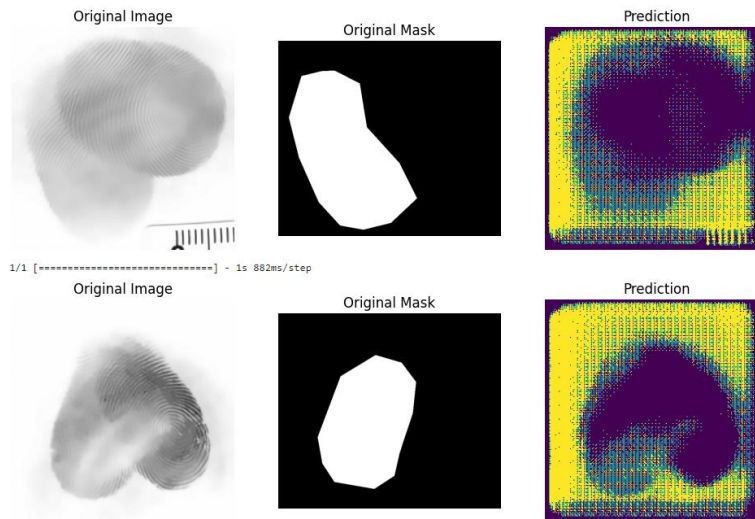 Original Image
Original Mask
Prediction
1/1 [==============================] - 1s 882ms/step
Original Image
Original Mask
Prediction